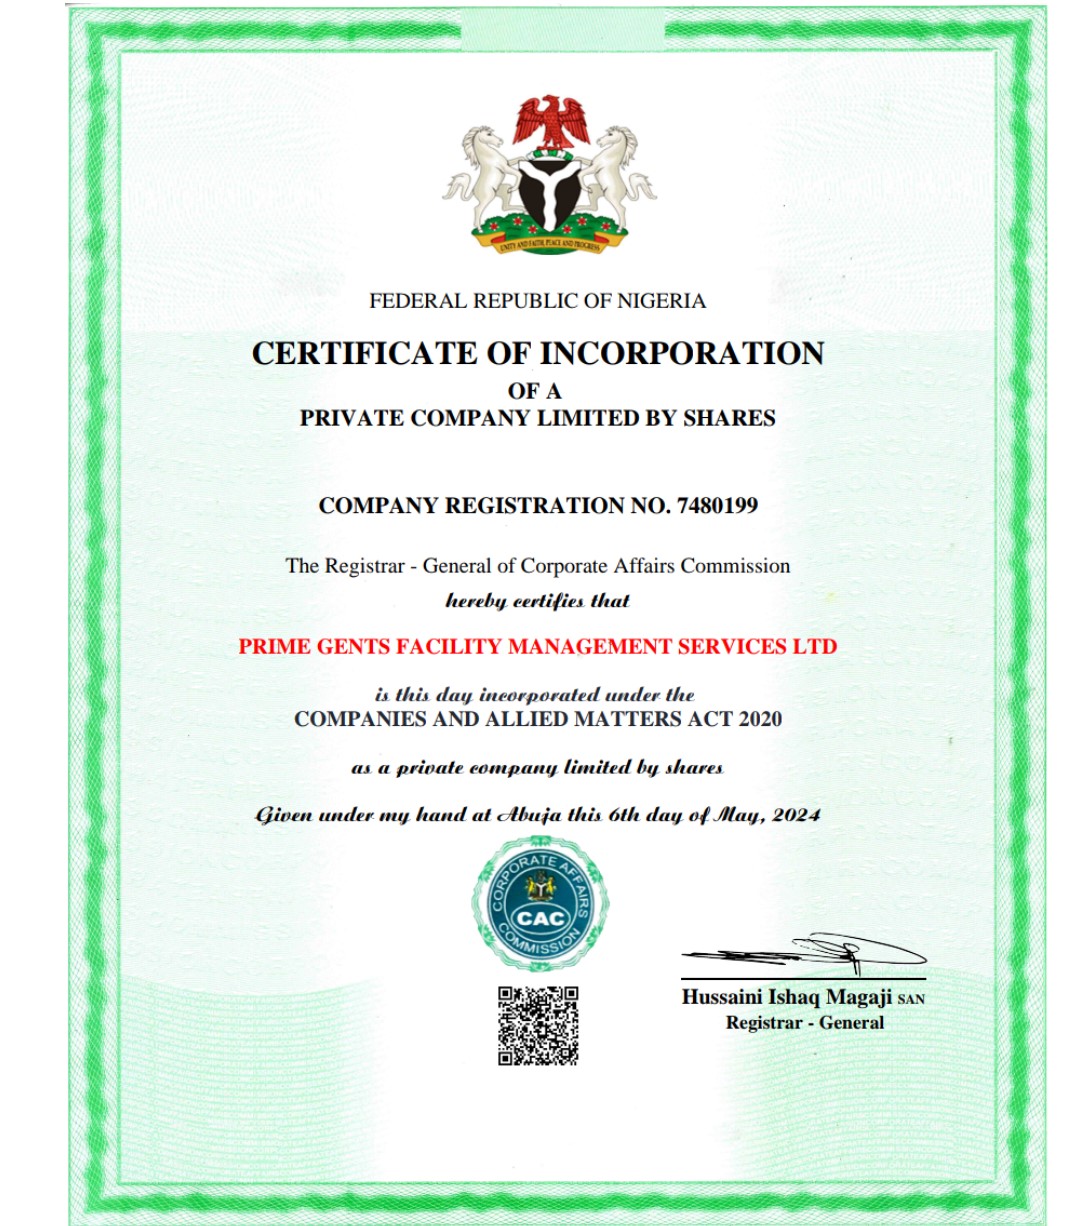 UNITY AND FAITH, PEACE AND PROGRESS
FEDERAL REPUBLIC OF NIGERIA
CERTIFICATE OF INCORPORATION
OF A
PRIVATE COMPANY LIMITED BY SHARES
COMPANY REGISTRATION NO. 7480199
The Registrar - General of Corporate Affairs Commission
hereby certifies that
PRIME GENTS FACILITY MANAGEMENT SERVICES LTD
is this day incorporated under the
COMPANIES AND ALLIED MATTERS ACT 2020
as a private company limited by shares
Given under my hand at Abuja this 6th day of May, 2024
CORPORATE AFFAIRS
CAC
COMMISSION
Hussaini Ishaq Magaji SAN
Registrar - General